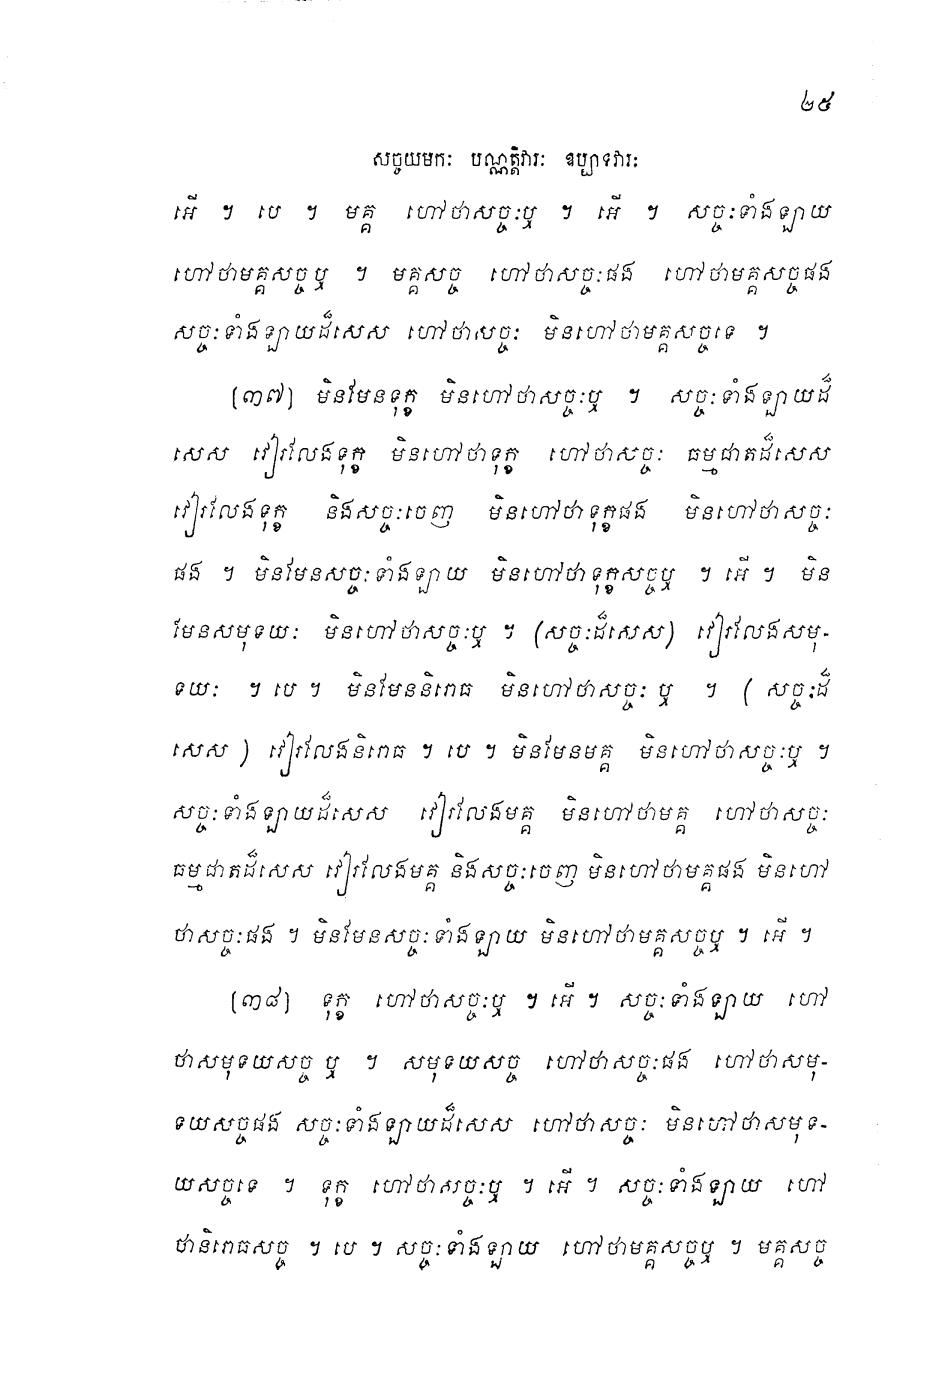 ២៥
សច្ចយមកៈ បណ្ណត្តិវារៈ ឧប្បាទវារៈ
អើ ។ បេ ។ មគ្គ ហៅថាសច្ចៈឬ ។ អើ ។ សច្ចៈទាំងឡាយ
ហៅថាមគ្គសច្ចឬ ។ មគ្គសច្ច ហៅថាសច្ចៈផង ហៅថាមគ្គសច្ចផង
សច្ចៈទាំងឡាយដ៏សេស ហៅថាសច្ចៈ មិនហៅថាមគ្គសច្ចទេ ។
(៣៧) មិនមែនទុក្ខ មិនហៅថាសច្ចៈឬ ។ សច្ចៈទាំងឡាយដ៏
សេស វៀរលែងទុក្ខ មិនហៅថាទុក្ខ ហៅថាសច្ចៈ ធម្មជាតដ៏សេស
វៀរលែងទុក្ខ និងសច្ចៈចេញ មិនហៅថាទុក្ខផង មិនហៅថាសច្ចៈ
ផង ។ មិនមែនសច្ចៈទាំងឡាយ មិនហៅថាទុក្ខសច្ចឬ ។ អើ ។ មិន
មែនសមុទយៈ មិនហៅថាសច្ចៈឬ ។ (សច្ចៈដ៏សេស) វៀរលែងសមុ-
ទយៈ ។ បេ ។ មិនមែននិរោធ មិនហៅថាសច្ចៈ ឬ ។ ( សច្ចៈដ៏
សេស ) វៀរលែងនិរោធ ។ បេ ។ មិនមែនមគ្គ មិនហៅថាសច្ចៈឬ ។
សច្ចៈទាំងឡាយដ៏សេស វៀរលែងមគ្គ មិនហៅថាមគ្គ ហៅថាសច្ចៈ
ធម្មជាតដ៏សេស វៀរលែងមគ្គ និងសច្ចៈចេញ មិនហៅថាមគ្គផង មិនហៅ
ថាសច្ចៈផង ។ មិនមែនសច្ចៈទាំងឡាយ មិនហៅថាមគ្គសច្ចឬ ។ អើ ។
(៣៨) ទុក្ខ ហៅថាសច្ចៈឬ ។ អើ ។ សច្ចៈទាំងឡាយ ហៅ
ថាសមុទយសច្ច ឬ ។ សមុទយសច្ច ហៅថាសច្ចៈផង ហៅថាសមុ-
ទយសច្ចផង សច្ចៈទាំងឡាយដ៏សេស ហៅថាសច្ចៈ មិនហៅថាសមុទ-
យសច្ចទេ ។ ទុក្ខ ហៅថាសច្ចៈឬ ។ អើ ។ សច្ចៈទាំងឡាយ ហៅ
ថានិរោធសច្ច ។ បេ ។ សច្ចៈទាំងឡាយ ហៅថាមគ្គសច្ចឬ ។ មគ្គសច្ច